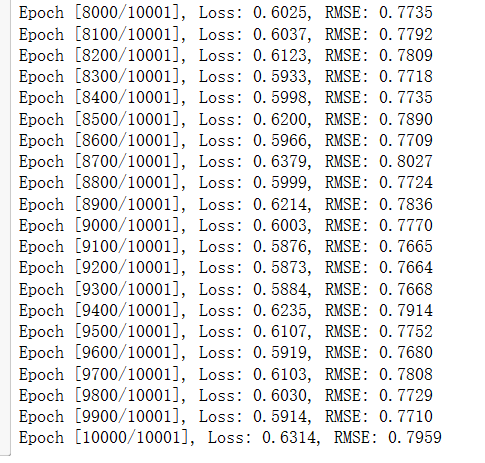 Epoch [8000/10001], Loss: 0.6025, RMSE: 0.7735
Epoch [8100/10001], Loss: 0.6037, RMSE: 0.7792
Epoch [8200/10001], Loss: 0.6123, RMSE: 0.7809
Epoch [8300/10001], Loss: 0.5933, RMSE: 0.7718
Epoch [8400/10001], Loss: 0.5998, RMSE: 0.7735
Epoch [8500/10001], Loss: 0.6200, RMSE: 0.7890
Epoch [8600/10001], Loss: 0.5966, RMSE: 0.7709
Epoch [8700/10001], Loss: 0.6379, RMSE: 0.8027
Epoch [8800/10001], Loss: 0.5999, RMSE: 0.7724
Epoch [8900/10001], Loss: 0.6214, RMSE: 0.7836
Epoch [9000/10001], Loss: 0.6003, RMSE: 0.7770
Epoch [9100/10001], Loss: 0.5876, RMSE: 0.7665
Epoch [9200/10001], Loss: 0.5873, RMSE: 0.7664
Epoch [9300/10001], Loss: 0.5884, RMSE: 0.7668
Epoch [9400/10001], Loss: 0.6235, RMSE: 0.7914
Epoch [9500/10001], Loss: 0.6107, RMSE: 0.7752
Epoch [9600/10001], Loss: 0.5919, RMSE: 0.7680
Epoch [9700/10001], Loss: 0.6103, RMSE: 0.7808
Epoch [9800/10001], Loss: 0.6030, RMSE: 0.7729
Epoch [9900/10001], Loss: 0.5914, RMSE: 0.7710
Epoch [10000/10001], Loss: 0.6314, RMSE: 0.7959